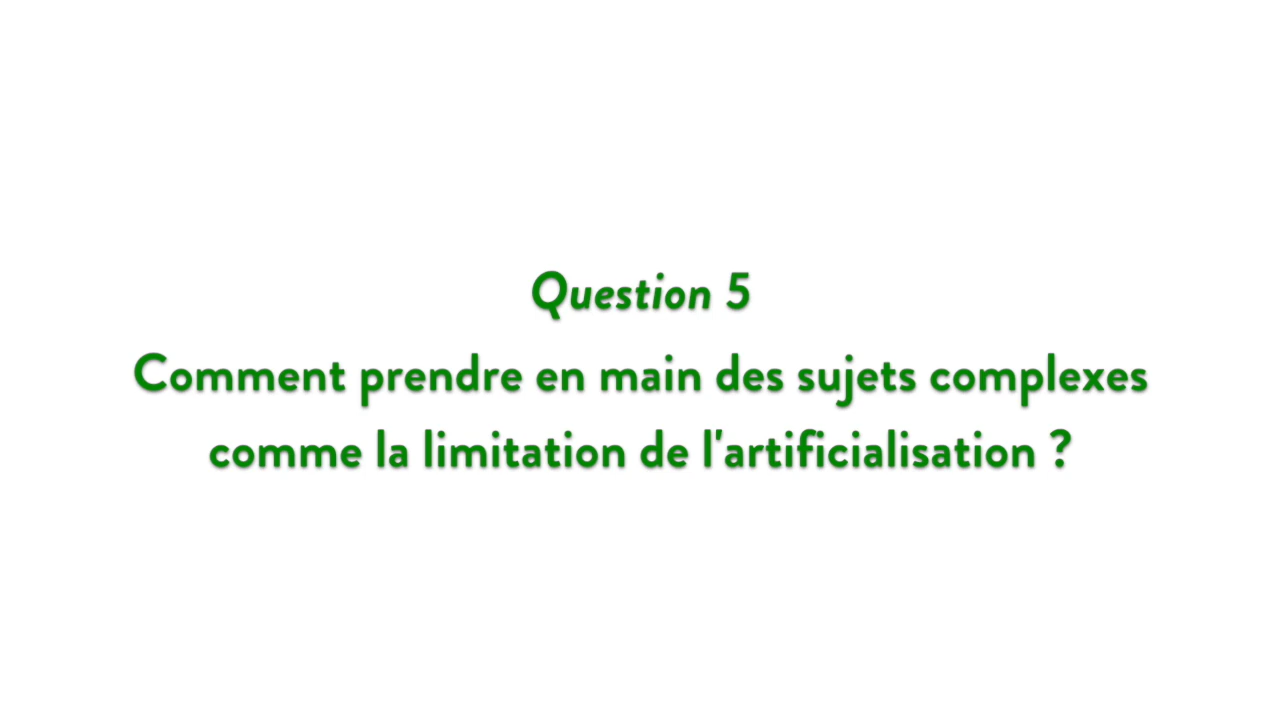 Question 5
Comment prendre en main des sujets complexes
comme la limitation de l'artificialisation ?